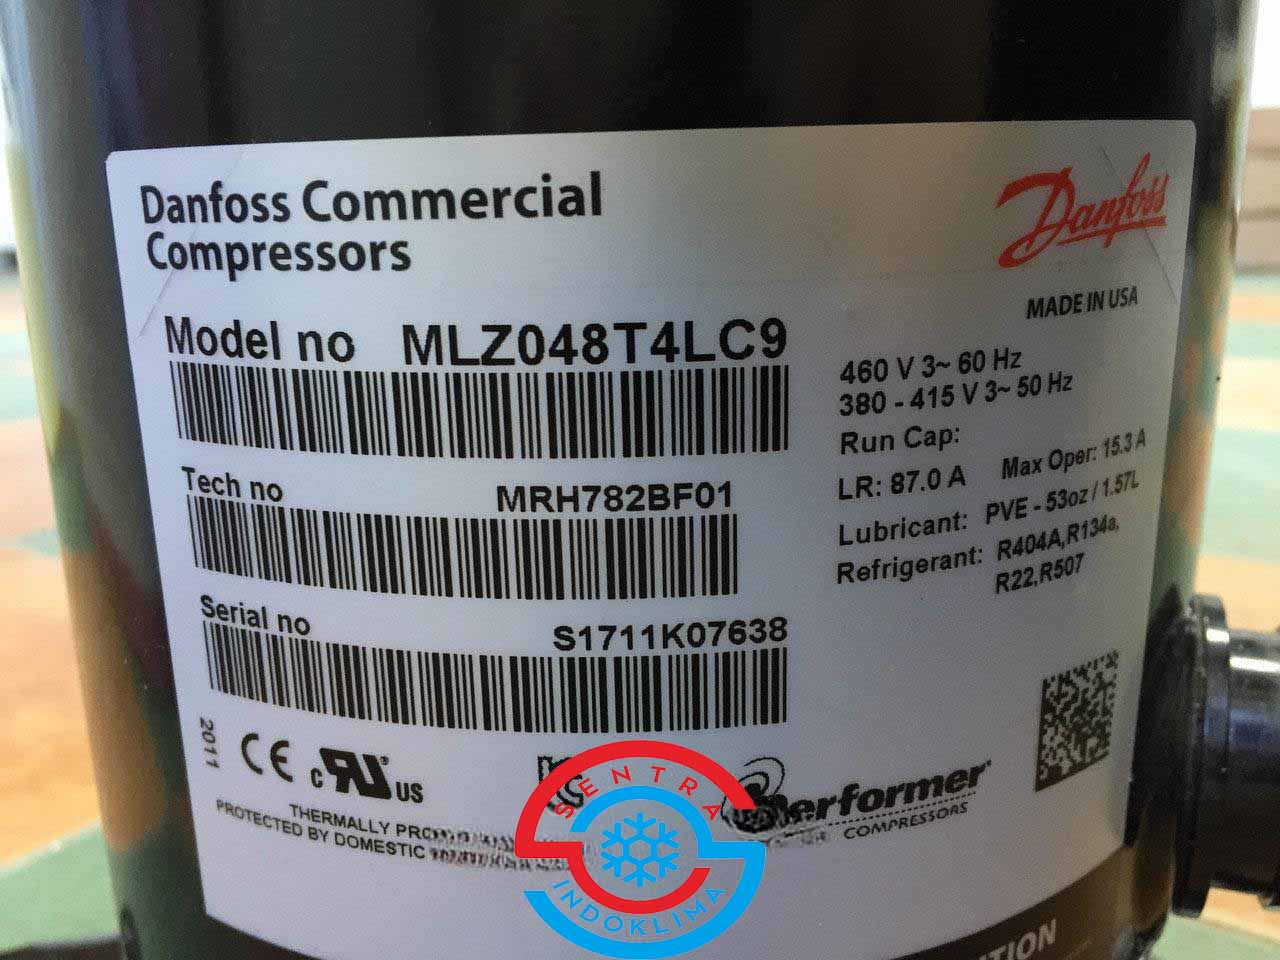 Danfoss Commercial
Compressors
Danfoss
MADE IN USA
Model no MLZ048T4LC9
460 V 3~ 60 Hz
380 - 415 V 3~ 50 Hz
Run Cap:
LR: 87.0 A Max Oper: 15.3 A
Lubricant: PVE - 53oz / 1.57L
Refrigerant: R404A,R134a,
R22,R507
Tech no MRH782BF01
Serial no S1711K07638
2011
CE c RU US
Performer
COMPRESSORS
THERMALLY
PROTECTED BY DOMESTIC
SENTRA
INDOKLIMA